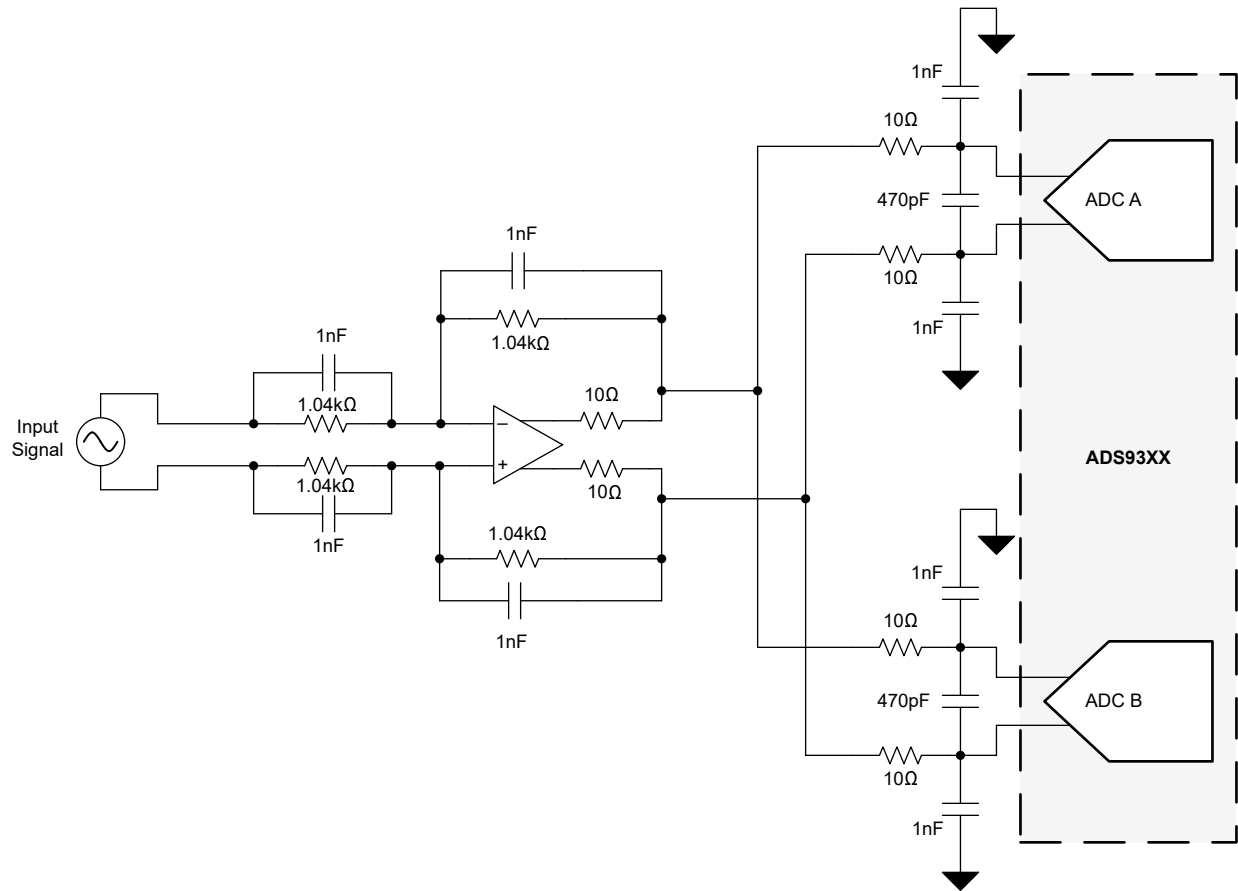 1nF
10Ω
470pF
ADC A
10Ω
1nF
1nF
1.04kΩ
1nF
1.04kΩ
10Ω
Input
Signal
1.04kΩ
1nF
10Ω
1.04kΩ
1nF
ADS93XX
1nF
10Ω
470pF
ADC B
10Ω
1nF